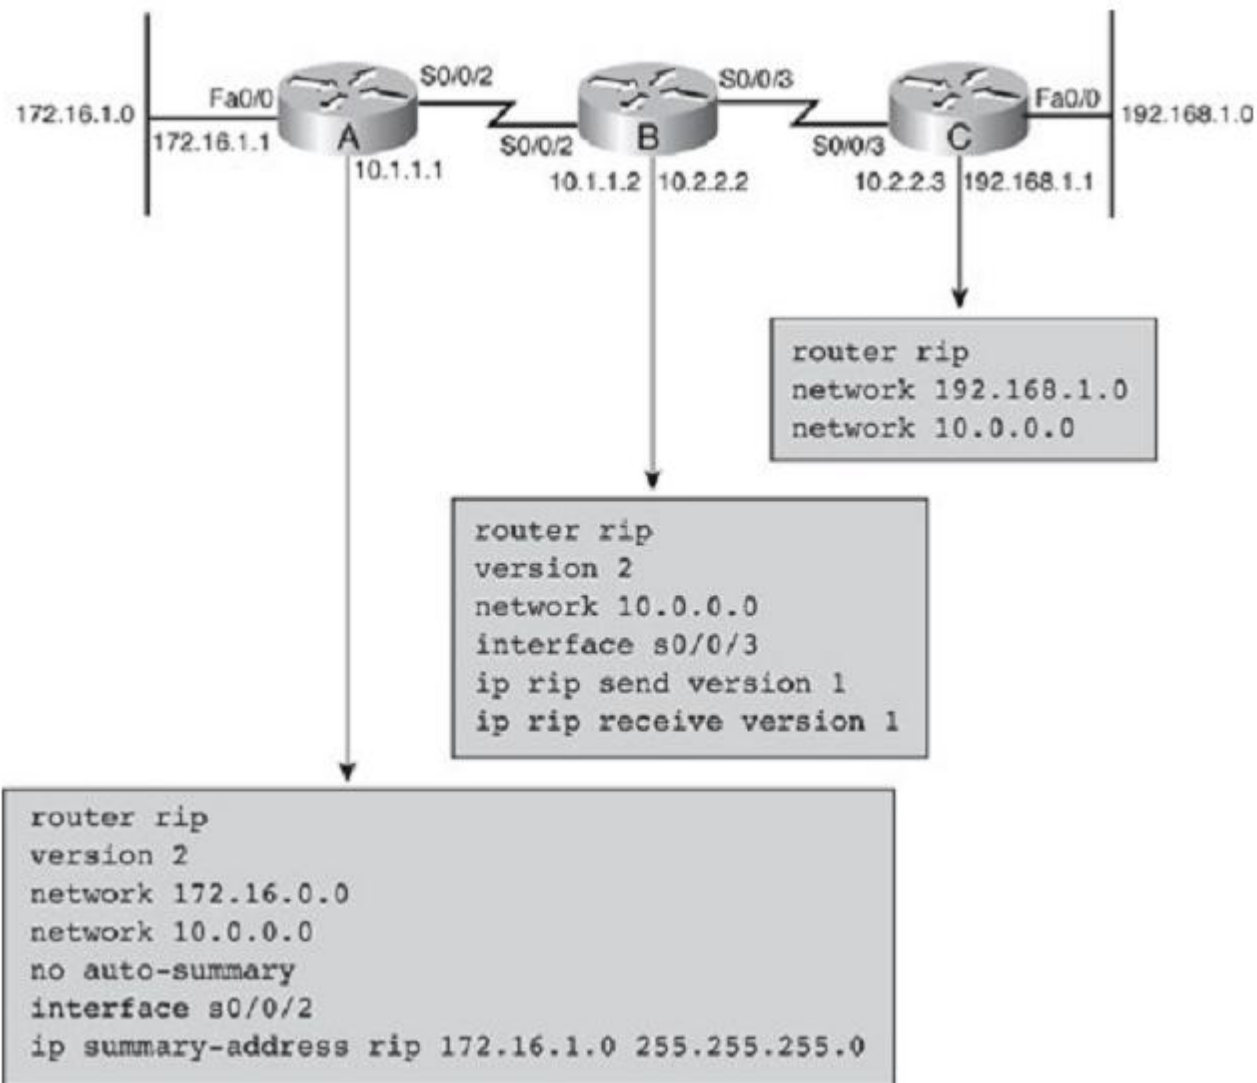 S0/0/2
S0/0/3
Fa0/0
Fa0/0
172.16.1.0
192.168.1.0
172.16.1.1
A
S0/0/2
B
S0/0/3
C
10.1.1.1
10.1.1.2
10.2.2.2
10.2.2.3
192.168.1.1
router rip
network 192.168.1.0
network 10.0.0.0
router rip
version 2
network 10.0.0.0
interface s0/0/3
ip rip send version 1
ip rip receive version 1
router rip
version 2
network 172.16.0.0
network 10.0.0.0
no auto-summary
interface s0/0/2
ip summary-address rip 172.16.1.0 255.255.255.0